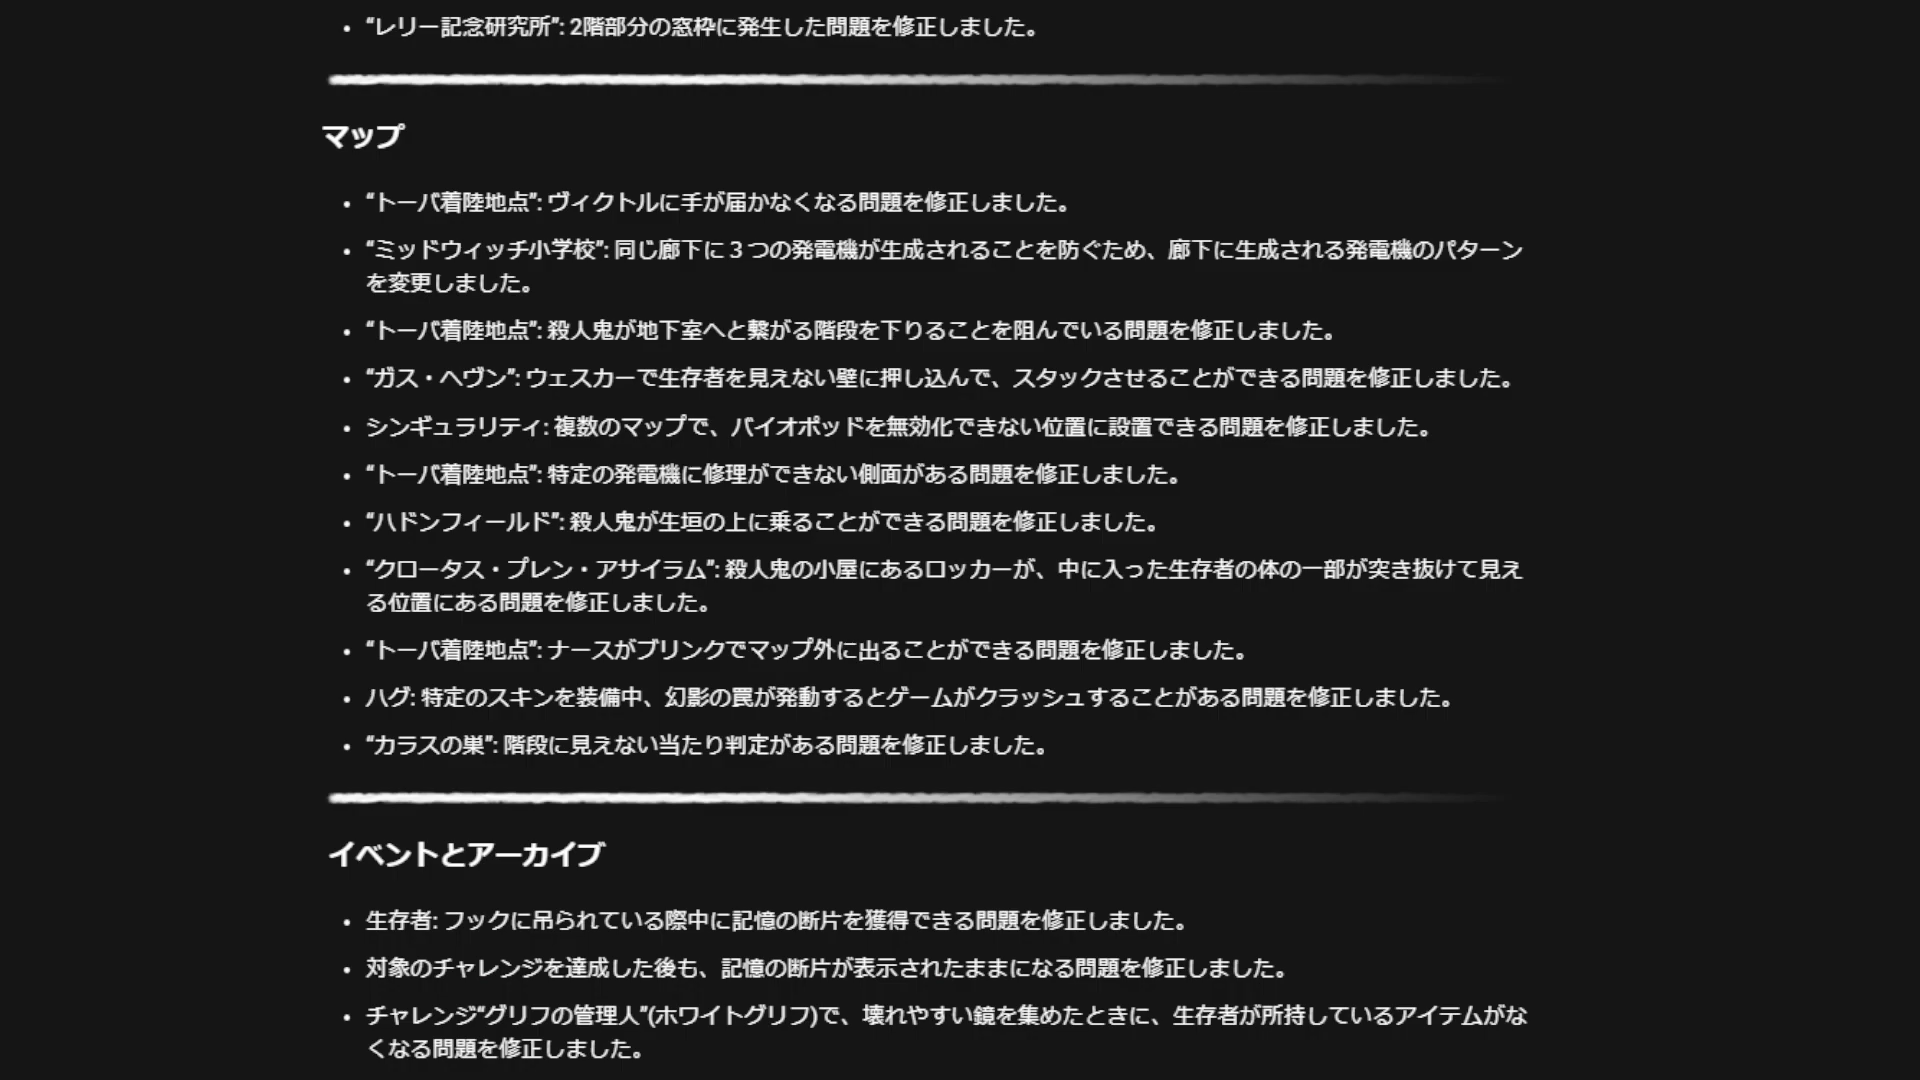 • “レリー記念研究所”: 2階部分の窓枠に発生した問題を修正しました。
マップ
• “トーバ着陸地点”: ヴィクトルに手が届かなくなる問題を修正しました。
• “ミッドウィッチ小学校”: 同じ廊下に３つの発電機が生成されることを防ぐため、廊下に生成される発電機のパターン
を変更しました。
• “トーバ着陸地点”: 殺人鬼が地下室へと繋がる階段を下りることを阻んでいる問題を修正しました。
• “ガス・ヘヴン”: ウェスカーで生存者を見えない壁に押し込んで、スタックさせることができる問題を修正しました。
• シンギュラリティ: 複数のマップで、バイオポッドを無効化できない位置に設置できる問題を修正しました。
• “トーバ着陸地点”: 特定の発電機に修理ができない側面がある問題を修正しました。
• “ハドンフィールド”: 殺人鬼が生垣の上に乗ることができる問題を修正しました。
• “クロータス・プレン・アサイラム”: 殺人鬼の小屋にあるロッカーが、中に入った生存者の体の一部が突き抜けて見え
る位置にある問題を修正しました。
• “トーバ着陸地点”: ナースがブリンクでマップ外に出ることができる問題を修正しました。
• ハグ: 特定のスキンを装備中、幻影の罠が発動するとゲームがクラッシュすることがある問題を修正しました。
• “カラスの巣”: 階段に見えない当たり判定がある問題を修正しました。
イベントとアーカイブ
• 生存者: フックに吊られている際中に記憶の断片を獲得できる問題を修正しました。
• 対象のチャレンジを達成した後も、記憶の断片が表示されたままになる問題を修正しました。
• チャレンジ“グリフの管理人”(ホワイトグリフ)で、壊れやすい鏡を集めたときに、生存者が所持しているアイテムがな
くなる問題を修正しました。